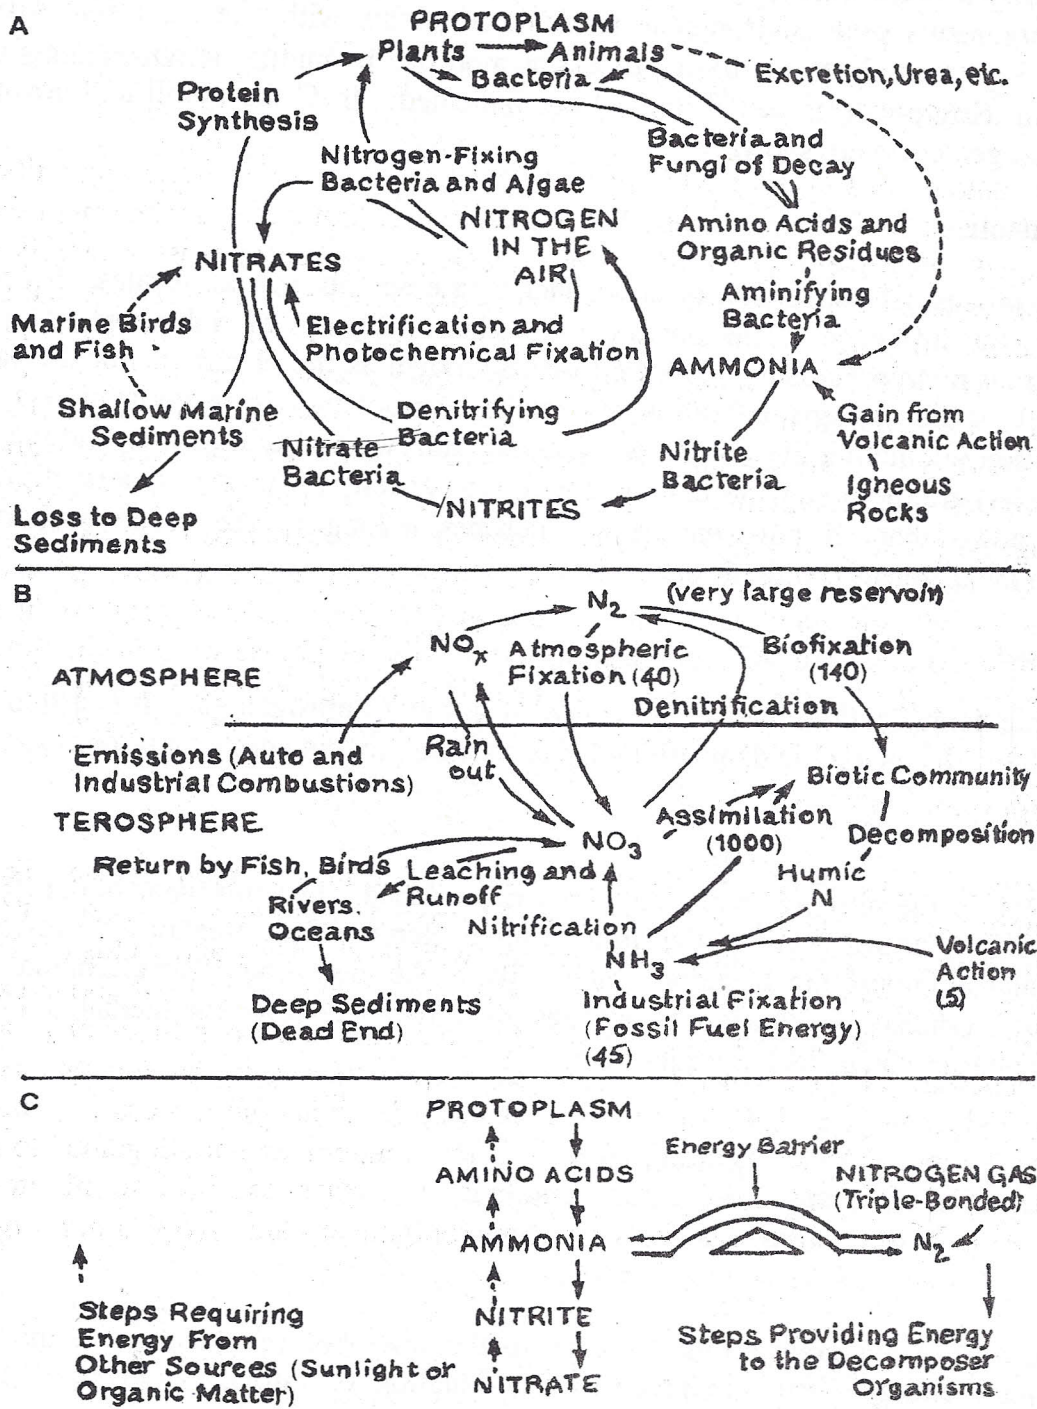 A
PROTOPLASM
Plants
Animals
Bacteria
Excretion, Urea, etc.
Protein
Synthesis
Bacteria and
Fungi of Decay
Nitrogen-Fixing
Bacteria and Algae
NITROGEN
IN THE
AIR
Amino Acids and
Organic Residues
NITRATES
Aminifying
Bacteria
Marine Birds
and Fish
Electrification and
Photochemical Fixation
AMMONIA
Shallow Marine
Sediments
Denitrifying
Bacteria
Gain from
Volcanic Action
Nitrate
Bacteria
Nitrite
Bacteria
Igneous
Rocks
NITRITES
Loss to Deep
Sediments
B
N2
(very large reservoir)
NOx
Atmospheric
Fixation (40)
Biofixation
(140)
ATMOSPHERE
Denitrification
Emissions (Auto and
Industrial Combustions)
Rain
out
Biotic Community
TEROSPHERE
NO3
Assimilation
(1000)
Decomposition
Return by Fish, Birds
Leaching and
Runoff
Humic
N
Rivers.
Oceans
Nitrification
NH3
Volcanic
Action
(5)
Deep Sediments
(Dead End)
Industrial Fixation
(Fossil Fuel Energy)
(45)
C
PROTOPLASM
Energy Barrier
AMINO ACIDS
NITROGEN GAS
(Triple-Bonded)
AMMONIA
N2
Steps Requiring
Energy From
Other Sources (Sunlight or
Organic Matter)
NITRITE
NITRATE
Steps Providing Energy
to the Decomposer
Organisms